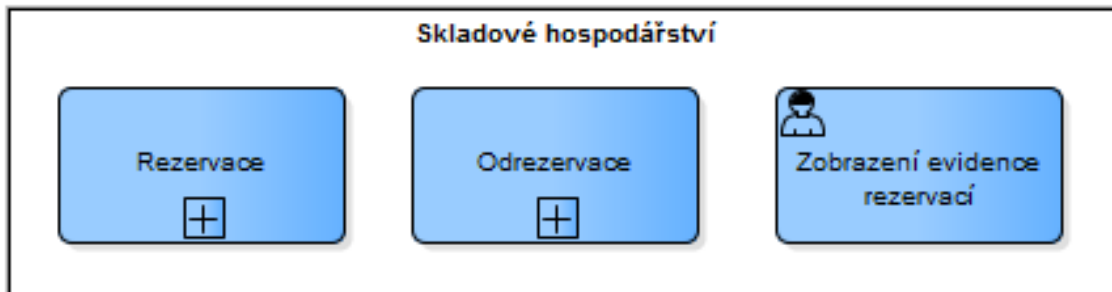 Skladové hospodářství
Rezervace
Odrezervace
Zobrazení evidence
rezervací